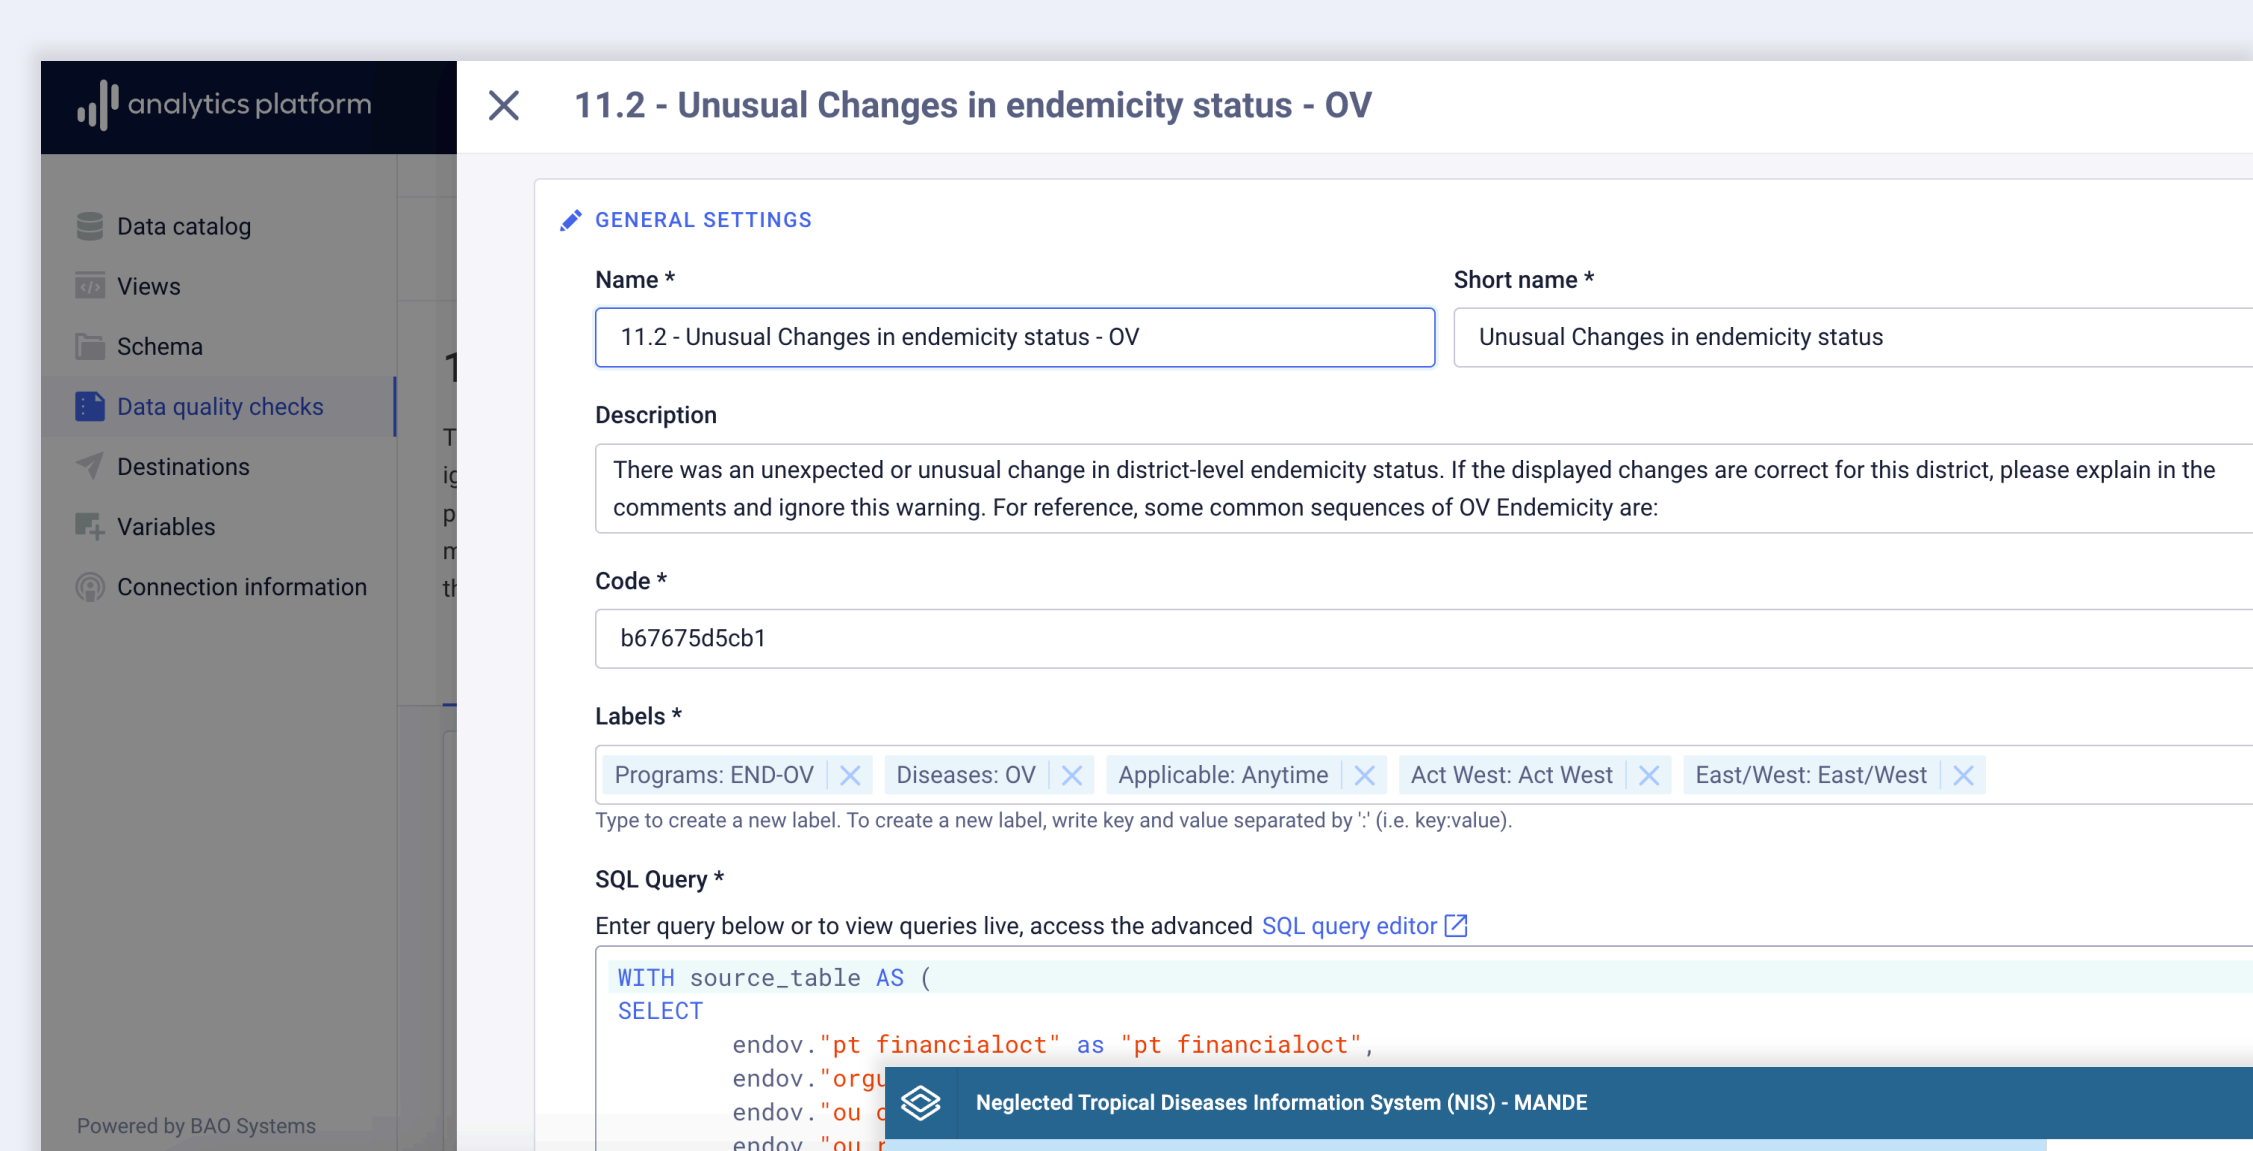 analytics platform
11.2 - Unusual Changes in endemicity status - OV
Data catalog
Views
Schema
Data quality checks
Destinations
Variables
Connection information
Powered by BAO Systems
GENERAL SETTINGS
Name *
11.2 - Unusual Changes in endemicity status - OV
Short name *
Unusual Changes in endemicity status
Description
There was an unexpected or unusual change in district-level endemicity status. If the displayed changes are correct for this district, please explain in the
comments and ignore this warning. For reference, some common sequences of OV Endemicity are:
Code *
b67675d5cb1
Labels *
Programs: END-OV
Diseases: OV
Applicable: Anytime
Act West: Act West
East/West: East/West
Type to create a new label. To create a new label, write key and value separated by ':' (i.e. key:value).
SQL Query *
Enter query below or to view queries live, access the advanced SQL query editor
WITH source_table AS (
SELECT
endov."pt financialoct" as "pt financialoct",
endov."orgu
endov."ou
endov."ou
Neglected Tropical Diseases Information System (NIS) - MANDE